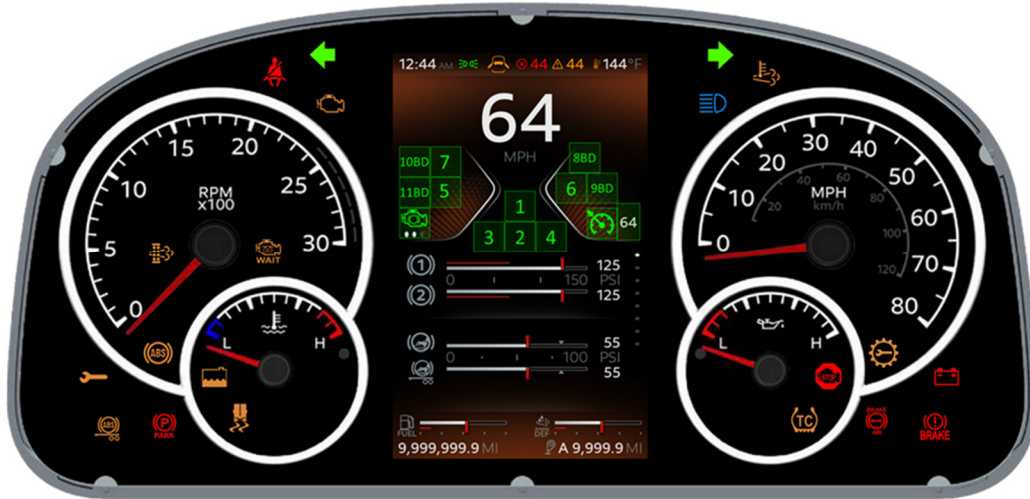 12:44 AM 44 44 144°F
64
MPH
10BD 7 8BD
11BD 5 6 9BD
1 64
3 2 4
(1) 125
0 150 PSI
(2) 125
55
0 100 PSI
55
FUEL DEF
9,999,999.9 MI A 9,999.9 MI
0 5 10 15 20 25 30
RPM
x100
WAIT
L H
ABS
ABS
P
PARK
0 10 20 30 40 50 60 70 80
20 40 60 80 100 120
MPH
km/h
L H
STOP
TC
BRAKE
AIR
BRAKE